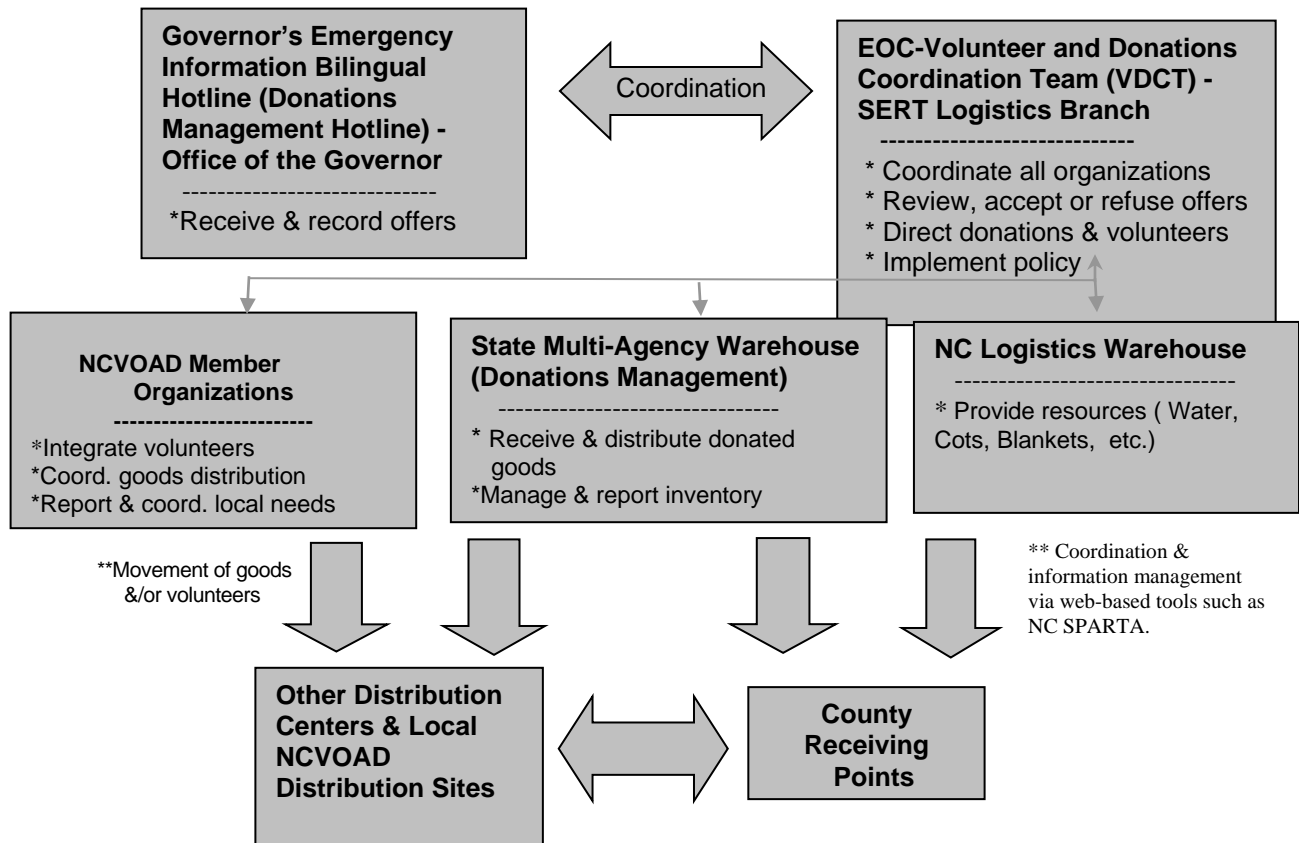 Governor’s Emergency
Information Bilingual
Hotline (Donations
Management Hotline) -
Office of the Governor
-----------------------------
*Receive & record offers
Coordination
EOC-Volunteer and Donations
Coordination Team (VDCT) -
SERT Logistics Branch
-----------------------------
* Coordinate all organizations
* Review, accept or refuse offers
* Direct donations & volunteers
* Implement policy
NCVOAD Member
Organizations
-------------------------
*Integrate volunteers
*Coord. goods distribution
*Report & coord. local needs
State Multi-Agency Warehouse
(Donations Management)
--------------------------------
* Receive & distribute donated
goods
*Manage & report inventory
NC Logistics Warehouse
--------------------------------
* Provide resources ( Water,
Cots, Blankets, etc.)
**Movement of goods
&/or volunteers
** Coordination &
information management
via web-based tools such as
NC SPARTA.
Other Distribution
Centers & Local
NCVOAD
Distribution Sites
County
Receiving
Points